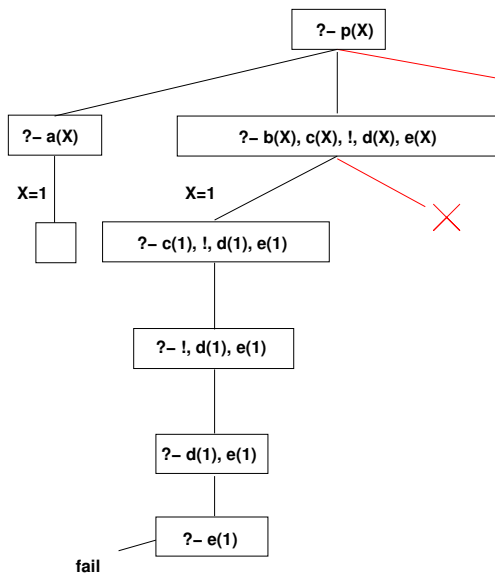 ?– p(X)
?– a(X)
?– b(X), c(X), !, d(X), e(X)
X=1
X=1
?– c(1), !, d(1), e(1)
?– !, d(1), e(1)
?– d(1), e(1)
?– e(1)
fail